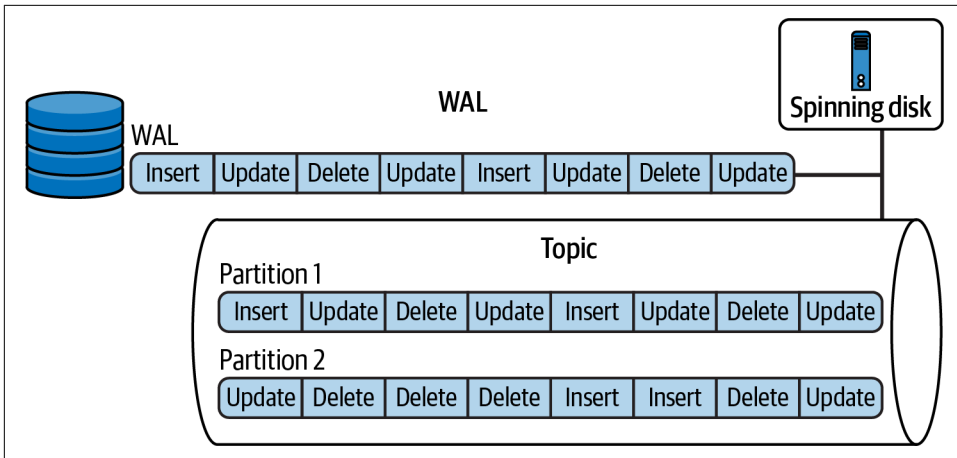 WAL
Spinning disk
WAL
Insert Update Delete Update Insert Update Delete Update
Topic
Partition 1
Insert Update Delete Update Insert Update Delete Update
Partition 2
Update Delete Delete Delete Insert Insert Delete Update